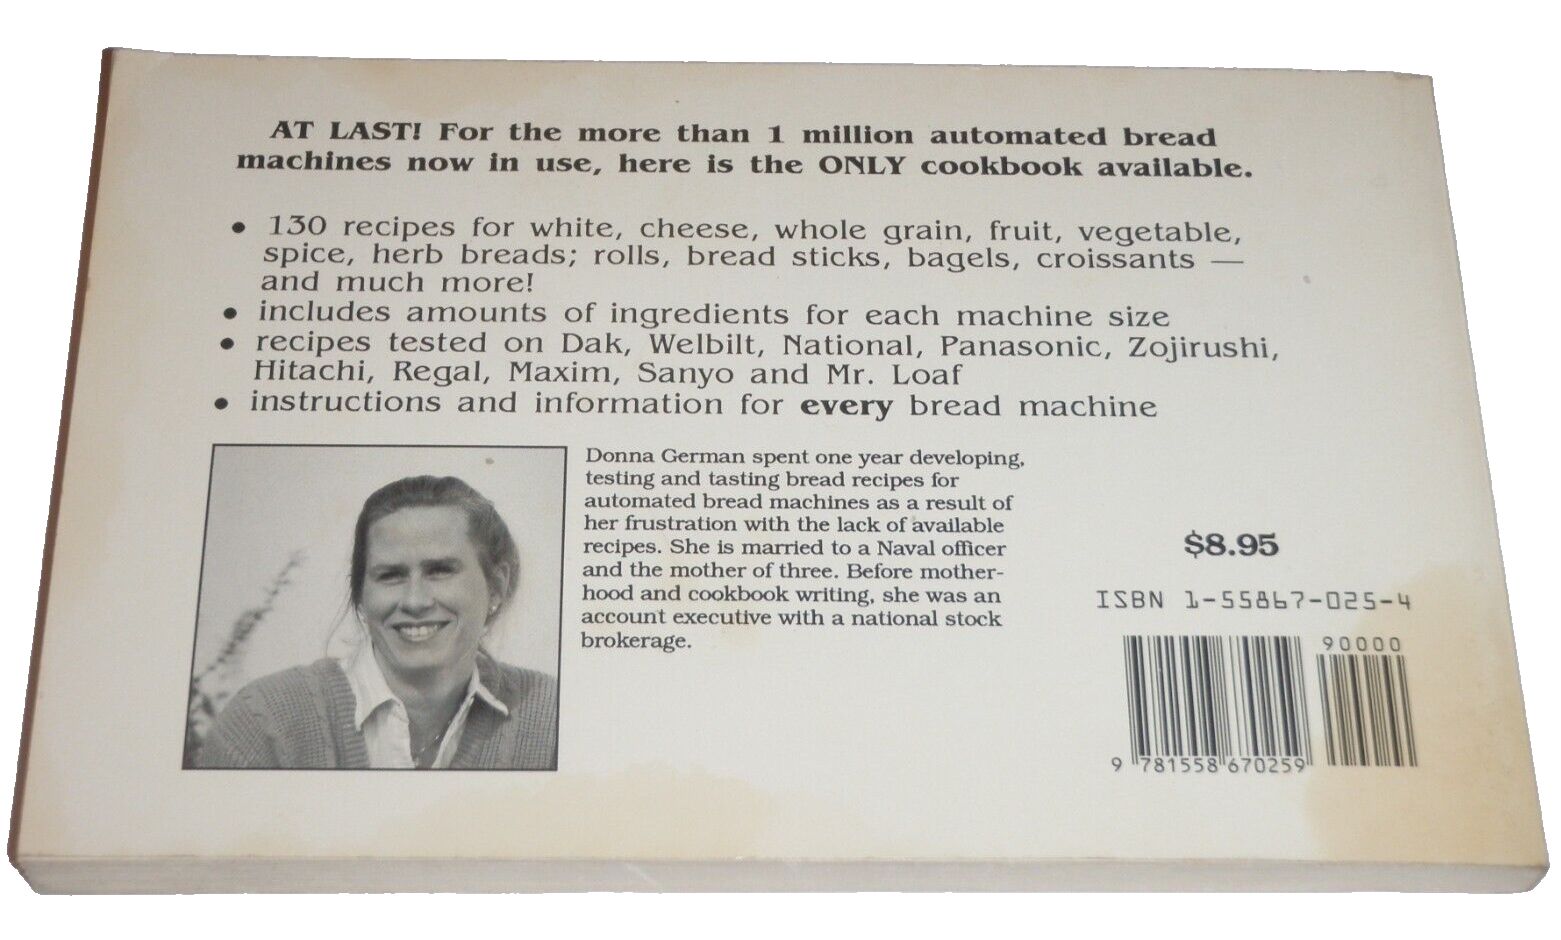 AT LAST! For the more than 1 million automated bread
machines now in use, here is the ONLY cookbook available.
• 130 recipes for white, cheese, whole grain, fruit, vegetable,
spice, herb breads; rolls, bread sticks, bagels, croissants —
and much more!
• includes amounts of ingredients for each machine size
• recipes tested on Dak, Welbilt, National, Panasonic, Zojirushi,
Hitachi, Regal, Maxim, Sanyo and Mr. Loaf
• instructions and information for every bread machine
Donna German spent one year developing,
testing and tasting bread recipes for
automated bread machines as a result of
her frustration with the lack of available
recipes. She is married to a Naval officer
and the mother of three. Before mother-
hood and cookbook writing, she was an
account executive with a national stock
brokerage.
$8.95
ISBN 1-55867-025-4
90000
9 781558 670259